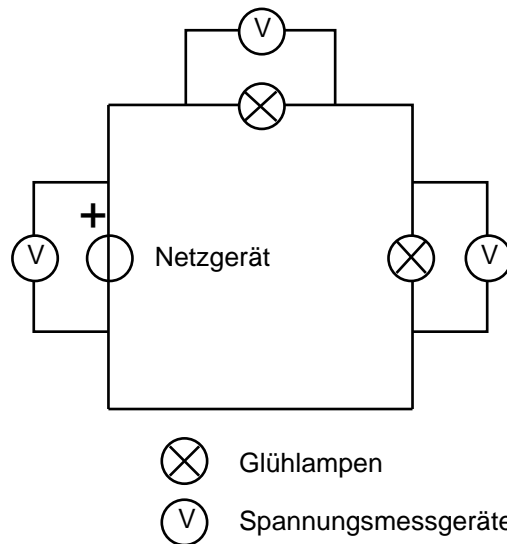 V
+
V
Netzgerät
V
Glühlampen
V
Spannungsmessgeräte